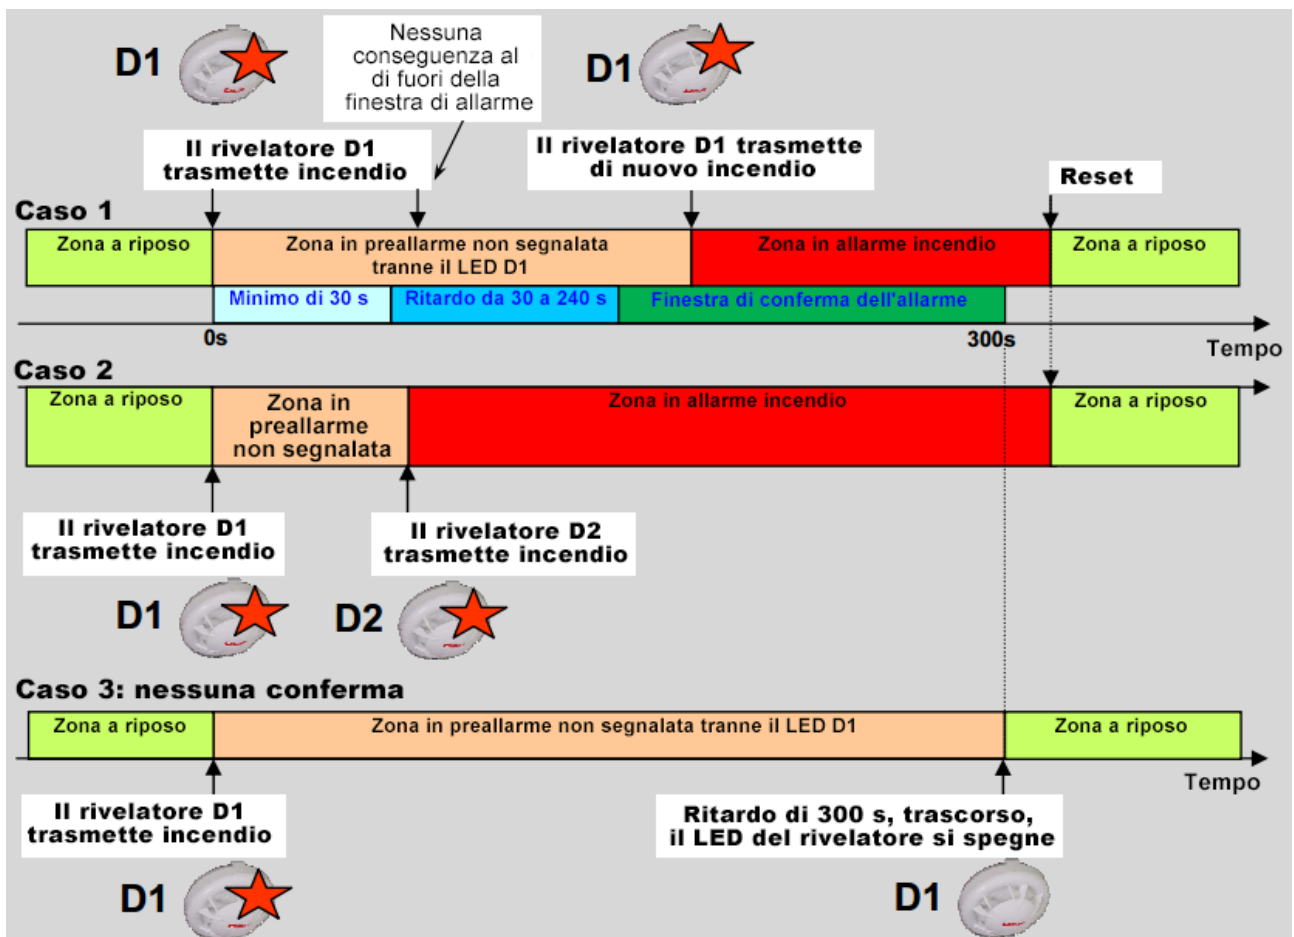 D1
Nessuna
conseguenza al
di fuori della
finestra di allarme
D1
Il rivelatore D1
trasmette incendio
Il rivelatore D1 trasmette
di nuovo incendio
Reset
Caso 1
Zona a riposo
Zona in preallarme non segnalata
tranne il LED D1
Zona in allarme incendio
Zona a riposo
Minimo di 30 s
Ritardo da 30 a 240 s
Finestra di conferma dell'allarme
0s
300s
Tempo
Caso 2
Zona a riposo
Zona in
preallarme
non segnalata
Zona in allarme incendio
Zona a riposo
Il rivelatore D1
trasmette incendio
Il rivelatore D2
trasmette incendio
D1
D2
Caso 3: nessuna conferma
Zona a riposo
Zona in preallarme non segnalata tranne il LED D1
Zona a riposo
Tempo
Il rivelatore D1
trasmette incendio
Ritardo di 300 s, trascorso,
il LED del rivelatore si spegne
D1
D1